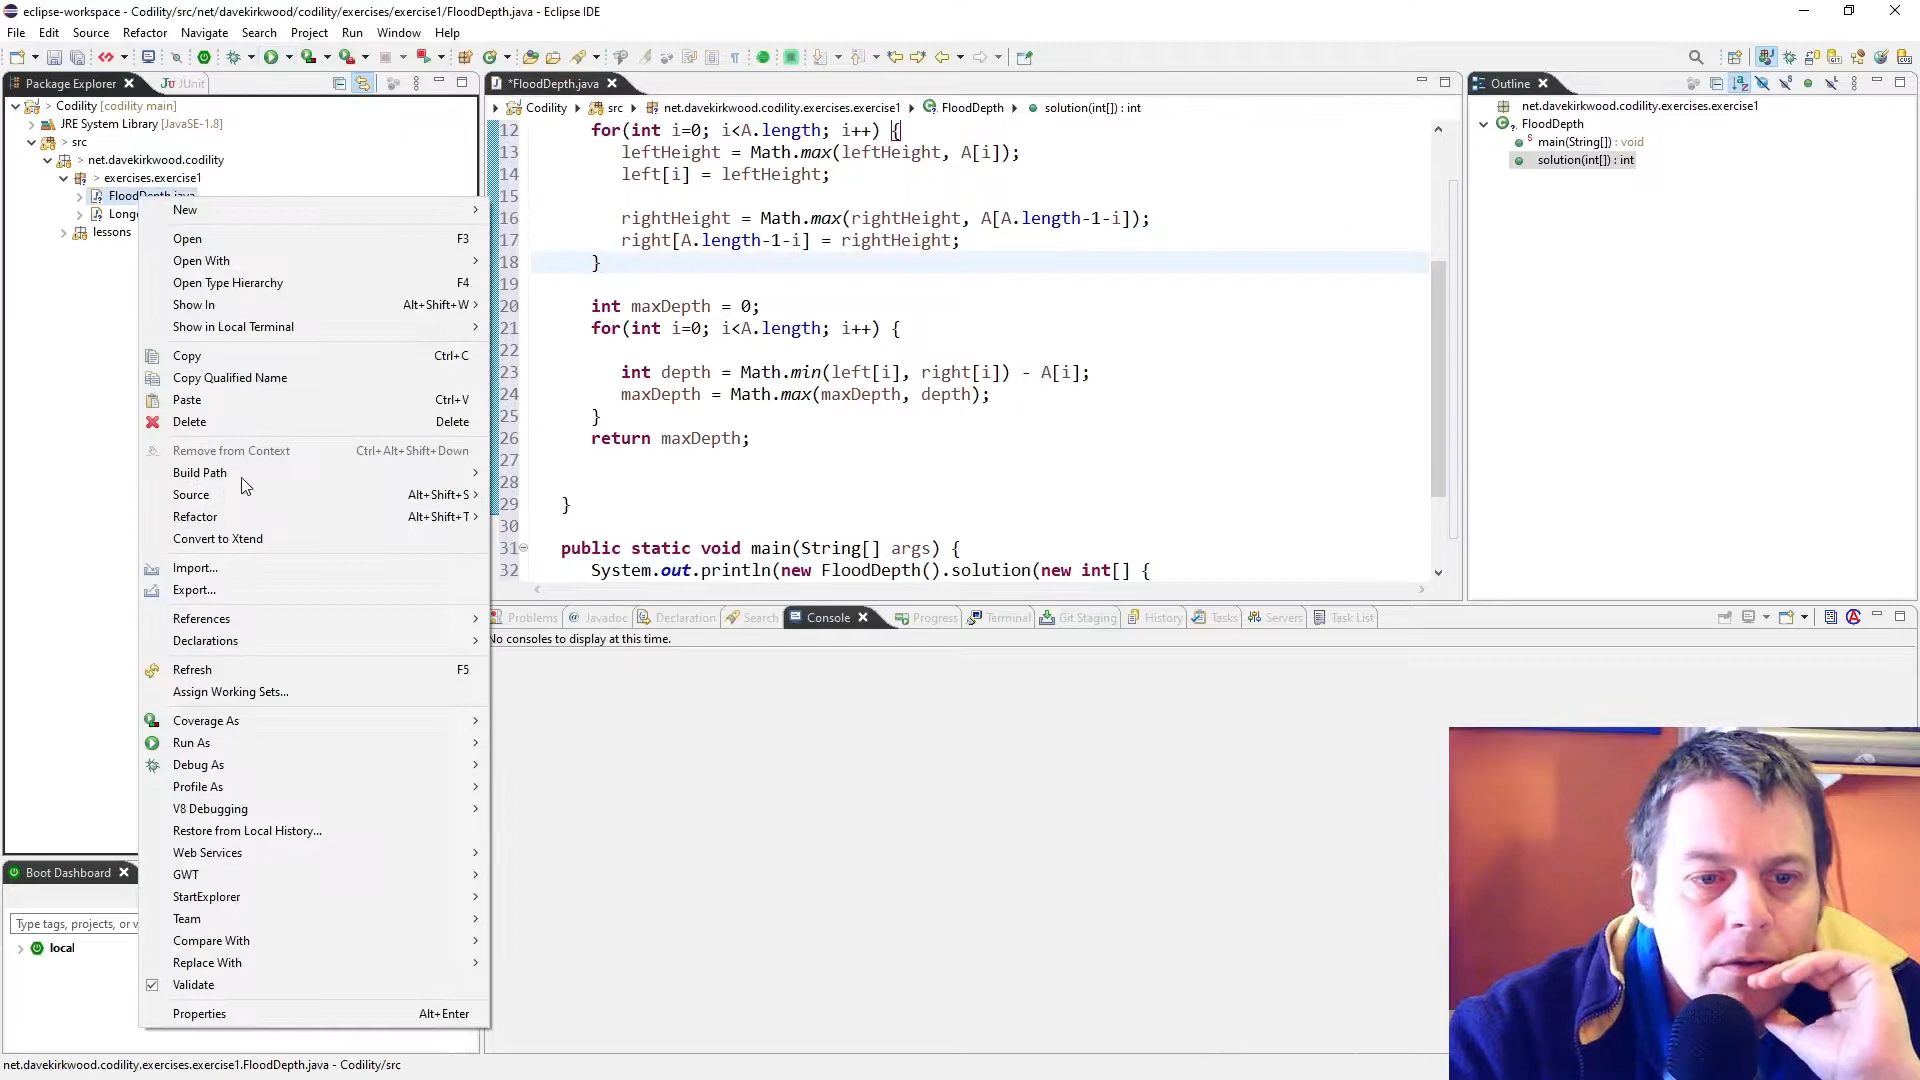 eclipse-workspace - Codility/src/net/davekirkwood/codility/exercises/exercise1/FloodDepth.java - Eclipse IDE
File Edit Source Refactor Navigate Search Project Run Window Help
Package Explorer JUnit
Codility [codility main]
JRE System Library [JavaSE-1.8]
> src
> net.davekirkwood.codility
> exercises.exercise1
FloodDepth.java
Long
lessons
New
Open F3
Open With
Open Type Hierarchy F4
Show In Alt+Shift+W
Show in Local Terminal
Copy Ctrl+C
Copy Qualified Name
Paste Ctrl+V
Delete Delete
Remove from Context Ctrl+Alt+Shift+Down
Build Path
Source Alt+Shift+S
Refactor Alt+Shift+T
Convert to Xtend
Import...
Export...
References
Declarations
Refresh F5
Assign Working Sets...
Coverage As
Run As
Debug As
Profile As
V8 Debugging
Restore from Local History...
Web Services
GWT
StartExplorer
Team
Compare With
Replace With
Validate
Properties Alt+Enter
Boot Dashboard
Type tags, projects, or
local
*FloodDepth.java
Codility src net.davekirkwood.codility.exercises.exercise1 FloodDepth solution(int[]) : int
12 for(int i=0; i<A.length; i++) {
13 leftHeight = Math.max(leftHeight, A[i]);
14 left[i] = leftHeight;
15
16 rightHeight = Math.max(rightHeight, A[A.length-1-i]);
17 right[A.length-1-i] = rightHeight;
18 }
19
20 int maxDepth = 0;
21 for(int i=0; i<A.length; i++) {
22
23 int depth = Math.min(left[i], right[i]) - A[i];
24 maxDepth = Math.max(maxDepth, depth);
25 }
26 return maxDepth;
27
28
29 }
30
31 public static void main(String[] args) {
32 System.out.println(new FloodDepth().solution(new int[] {
Problems Javadoc Declaration Search Console Progress Terminal Git Staging History Tasks Servers Task List
No consoles to display at this time.
Outline
net.davekirkwood.codility.exercises.exercise1
FloodDepth
main(String[]) : void
solution(int[]) : int
net.davekirkwood.codility.exercises.exercise1.FloodDepth.java - Codility/src